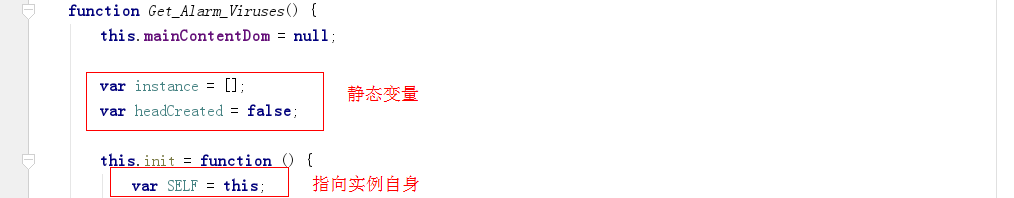 function Get_Alarm_Viruses() {
this.mainContentDom = null;
var instance = [];
静态变量
var headCreated = false;
this.init = function () {
var SELF = this;
指向实例自身